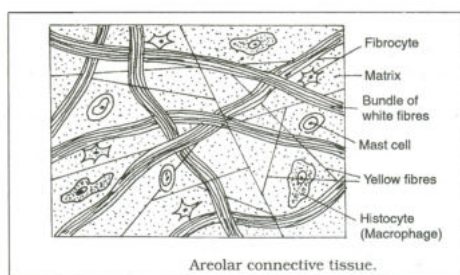 Fibrocyte
Matrix
Bundle of
white fibres
Mast cell
Yellow fibres
Histocyte
(Macrophage)
Areolar connective tissue.